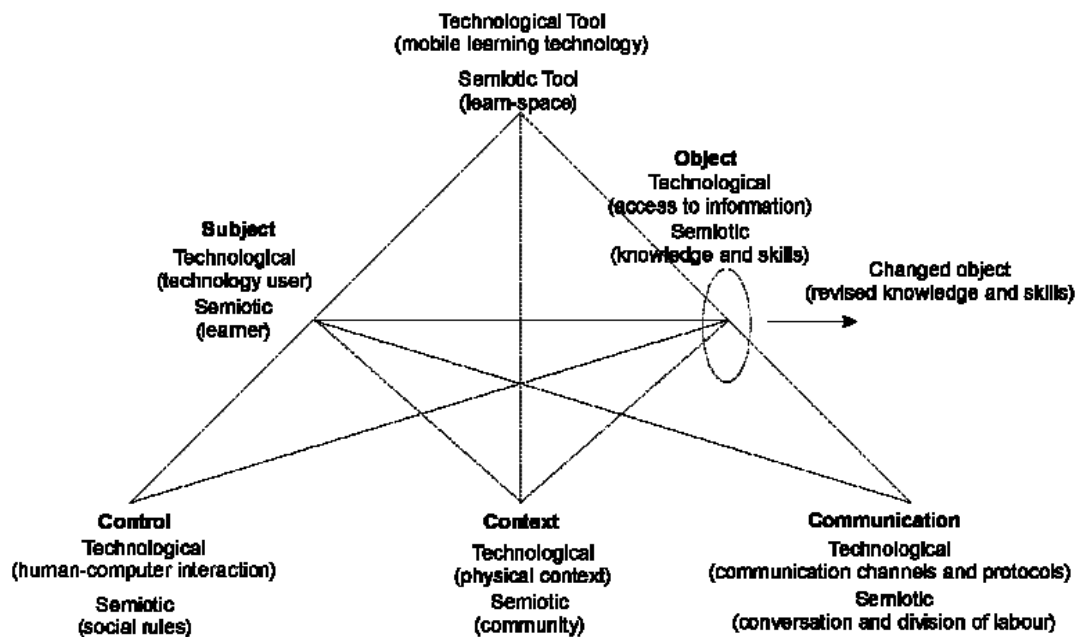 Technological Tool
(mobile learning technology)
Semiotic Tool
(learn-space)
Object
Technological
(access to information)
Semiotic
(knowledge and skills)
Subject
Technological
(technology user)
Semiotic
(learner)
Changed object
(revised knowledge and skills)
Control
Technological
(human-computer interaction)
Semiotic
(social rules)
Context
Technological
(physical context)
Semiotic
(community)
Communication
Technological
(communication channels and protocols)
Semiotic
(conversation and division of labour)